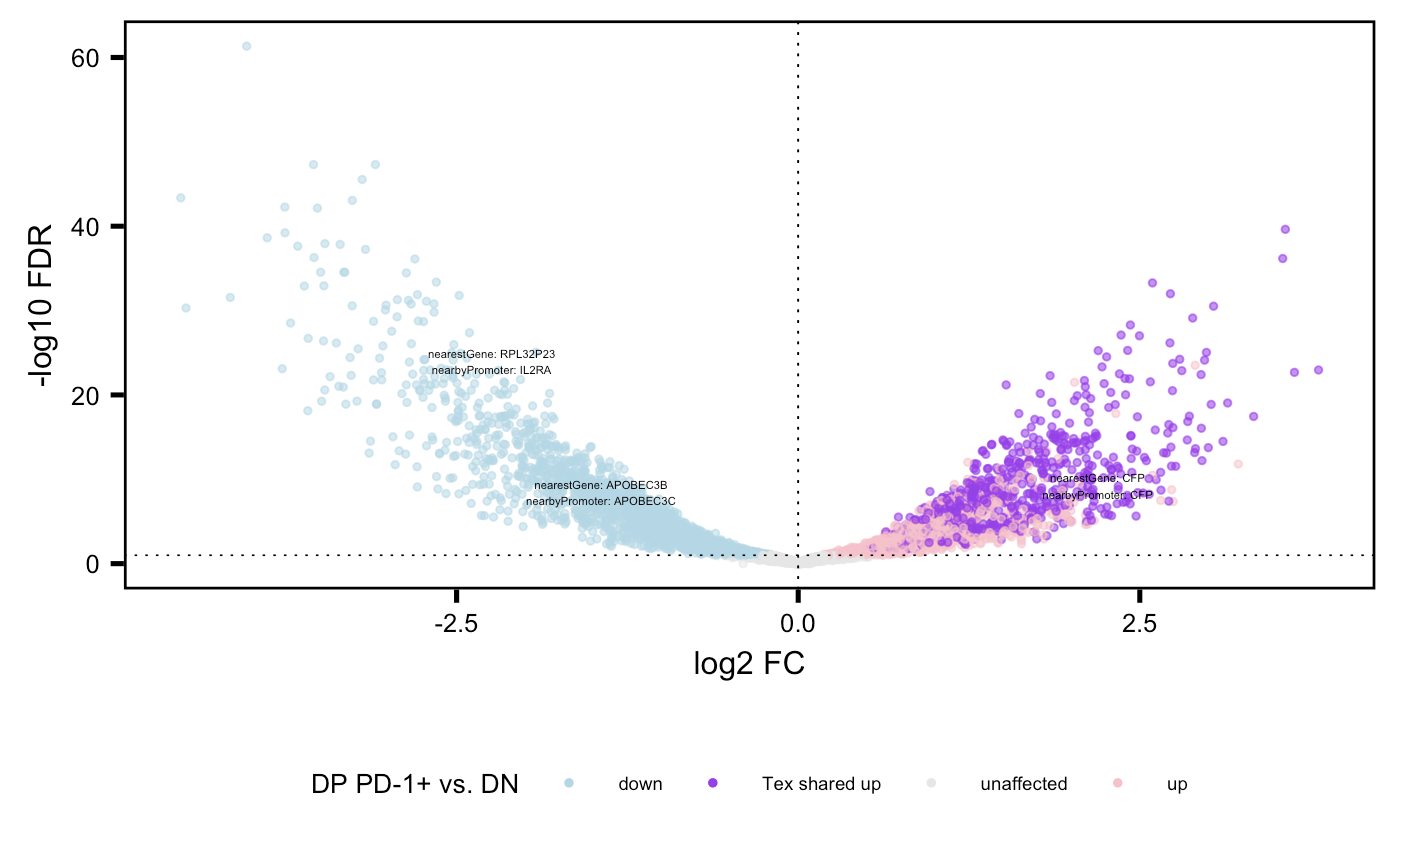 60
40
20
0
-log10 FDR
nearestGene: RPL32P23
nearbyPromoter: IL2RA
nearestGene: APOBEC3B
nearbyPromoter: APOBEC3C
nearestGene: CFP
nearbyPromoter: CFP
-2.5 0.0 2.5
log2 FC
DP PD-1+ vs. DN down Tex shared up unaffected up